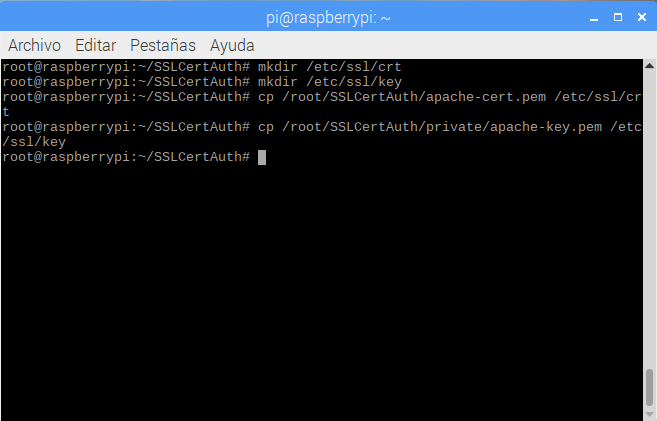 pi@raspberrypi: ~
Archivo Editar Pestañas Ayuda
root@raspberrypi:~/SSLCertAuth# mkdir /etc/ssl/crt
root@raspberrypi:~/SSLCertAuth# mkdir /etc/ssl/key
root@raspberrypi:~/SSLCertAuth# cp /root/SSLCertAuth/apache-cert.pem /etc/ssl/cr
t
root@raspberrypi:~/SSLCertAuth# cp /root/SSLCertAuth/private/apache-key.pem /etc
/ssl/key
root@raspberrypi:~/SSLCertAuth#